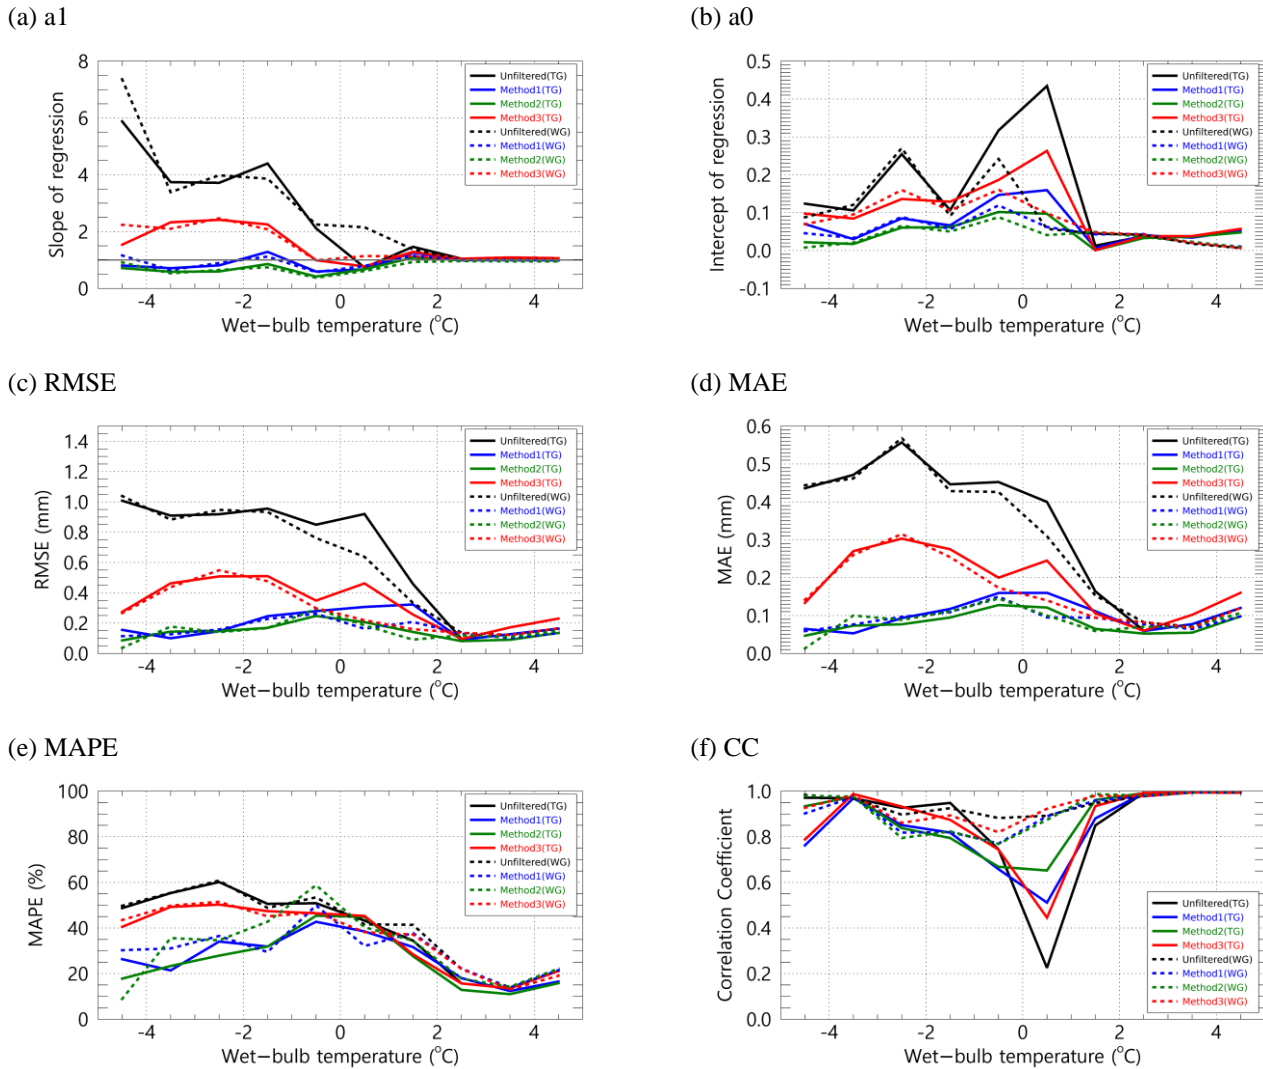 (a) a1
8
6
4
2
0
-4
-2
0
2
4
Slope of regression
Wet−bulb temperature (°C)
Unfiltered(TG)
Method1(TG)
Method2(TG)
Method3(TG)
Unfiltered(WG)
Method1(WG)
Method2(WG)
Method3(WG)
(b) a0
0.5
0.4
0.3
0.2
0.1
0.0
-0.1
-4
-2
0
2
4
Intercept of regression
Wet−bulb temperature (°C)
Unfiltered(TG)
Method1(TG)
Method2(TG)
Method3(TG)
Unfiltered(WG)
Method1(WG)
Method2(WG)
Method3(WG)
(c) RMSE
1.4
1.2
1.0
0.8
0.6
0.4
0.2
0.0
-4
-2
0
2
4
RMSE (mm)
Wet−bulb temperature (°C)
Unfiltered(TG)
Method1(TG)
Method2(TG)
Method3(TG)
Unfiltered(WG)
Method1(WG)
Method2(WG)
Method3(WG)
(d) MAE
0.6
0.5
0.4
0.3
0.2
0.1
0.0
-4
-2
0
2
4
MAE (mm)
Wet−bulb temperature (°C)
Unfiltered(TG)
Method1(TG)
Method2(TG)
Method3(TG)
Unfiltered(WG)
Method1(WG)
Method2(WG)
Method3(WG)
(e) MAPE
100
80
60
40
20
0
-4
-2
0
2
4
MAPE (%)
Wet−bulb temperature (°C)
Unfiltered(TG)
Method1(TG)
Method2(TG)
Method3(TG)
Unfiltered(WG)
Method1(WG)
Method2(WG)
Method3(WG)
(f) CC
1.0
0.8
0.6
0.4
0.2
0.0
-4
-2
0
2
4
Correlation Coefficient
Wet−bulb temperature (°C)
Unfiltered(TG)
Method1(TG)
Method2(TG)
Method3(TG)
Unfiltered(WG)
Method1(WG)
Method2(WG)
Method3(WG)